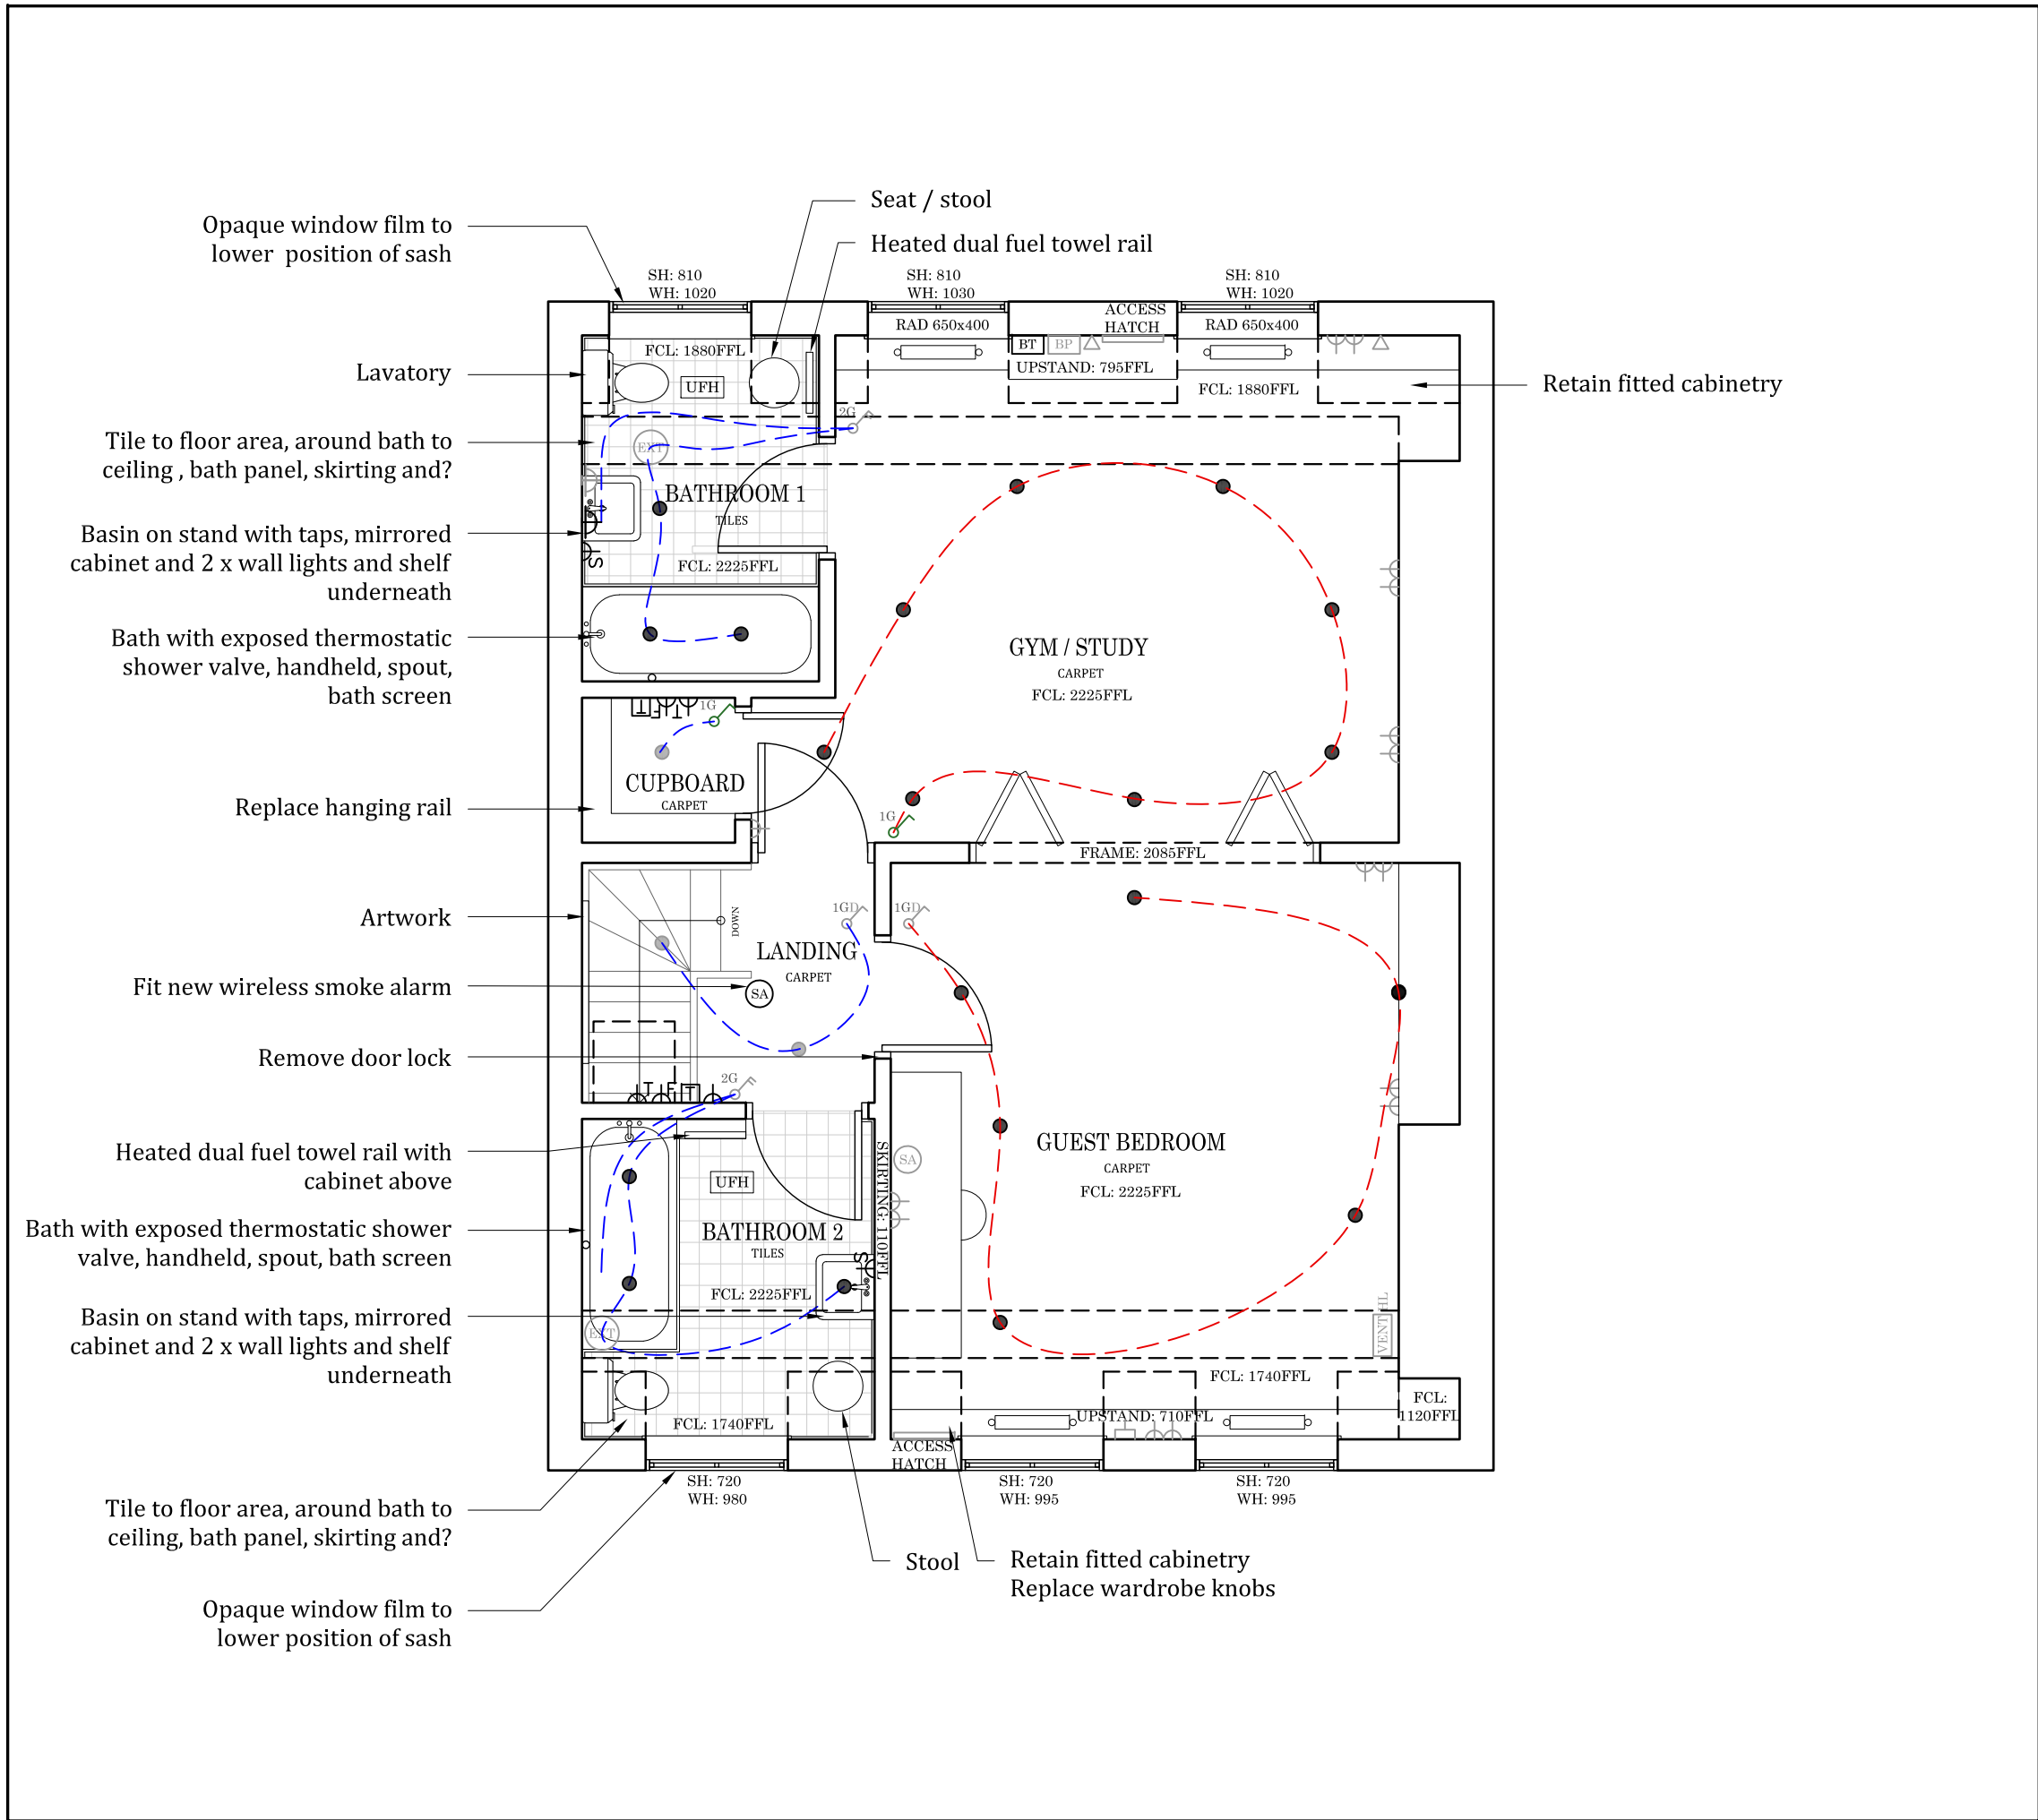 Seat / stool
Opaque window film to
lower  position of sash
Heated dual fuel towel rail
SH: 810
WH: 1020
SH: 810
WH: 1030
SH: 810
WH: 1020
RAD 650x400
ACCESS
HATCH
RAD 650x400
FCL: 1880FFL
BT
BP
UPSTAND: 795FFL
Lavatory
UFH
FCL: 1880FFL
Retain fitted cabinetry
2G
Tile to floor area, around bath to
ceiling , bath panel, skirting and?
EXT
BATHROOM 1
TILES
Basin on stand with taps, mirrored
cabinet and 2 x wall lights and shelf
underneath
S
FCL: 2225FFL
Bath with exposed thermostatic
shower valve, handheld, spout,
bath screen
GYM / STUDY
CARPET
FCL: 2225FFL
1G
CUPBOARD
CARPET
Replace hanging rail
1G
FRAME: 2085FFL
Artwork
DOWN
1GD
1GD
LANDING
CARPET
Fit new wireless smoke alarm
SA
Remove door lock
2G
Heated dual fuel towel rail with
cabinet above
UFH
SKIRTING: 110FFL
SA
GUEST BEDROOM
CARPET
FCL: 2225FFL
Bath with exposed thermostatic shower
valve, handheld, spout, bath screen
BATHROOM 2
TILES
S
FCL: 2225FFL
Basin on stand with taps, mirrored
cabinet and 2 x wall lights and shelf
underneath
EXT
VENT HL
FCL: 1740FFL
FCL:
1120FFL
FCL: 1740FFL
UPSTAND: 710FFL
ACCESS
HATCH
SH: 720
WH: 980
SH: 720
WH: 995
SH: 720
WH: 995
Tile to floor area, around bath to
ceiling, bath panel, skirting and?
Stool
Retain fitted cabinetry
Replace wardrobe knobs
Opaque window film to
lower position of sash